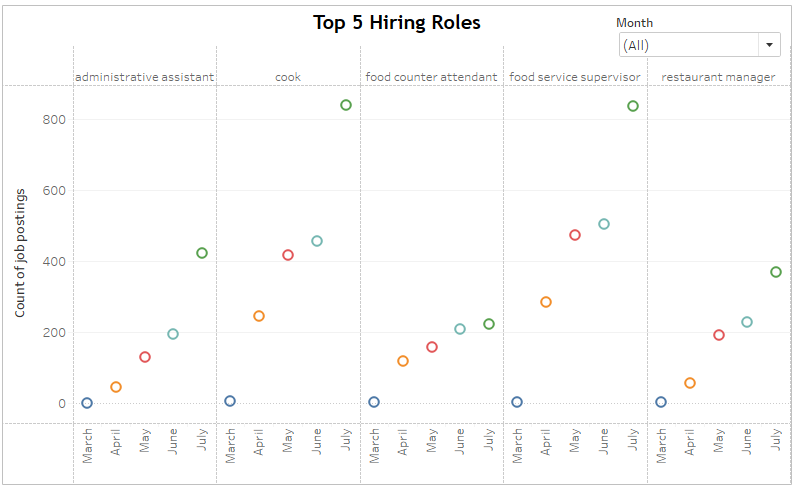 Top 5 Hiring Roles
Month
(All)
administrative assistant cook food counter attendant food service supervisor restaurant manager
Count of job postings
800
600
400
200
0
March April May June July March April May June July March April May June July March April May June July March April May June July